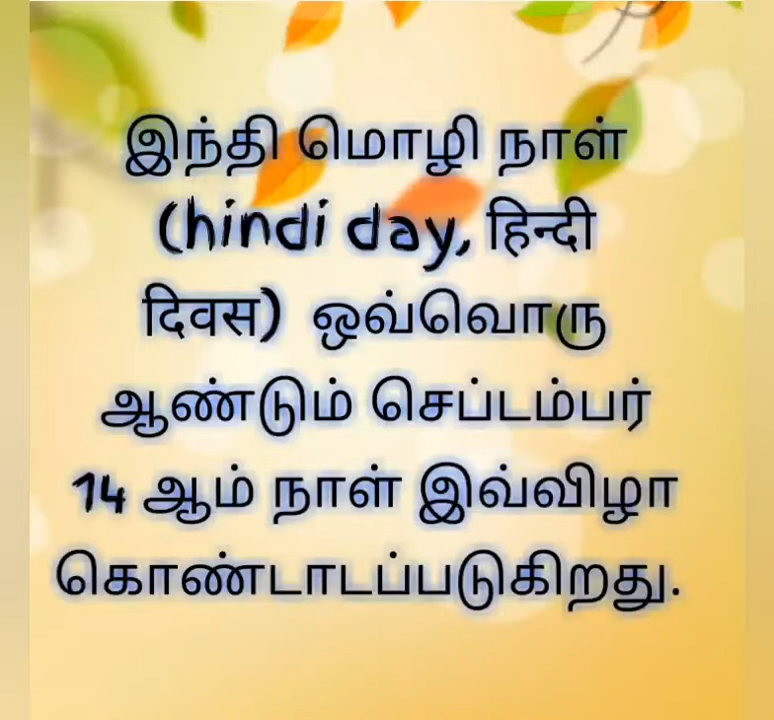 இந்தி மொழி நாள்
(hindi day, हिन्दी
दिवस) ஒவ்வொரு
ஆண்டும் செப்டம்பர்
14 ஆம் நாள் இவ்விழா
கொண்டாடப்படுகிறது.